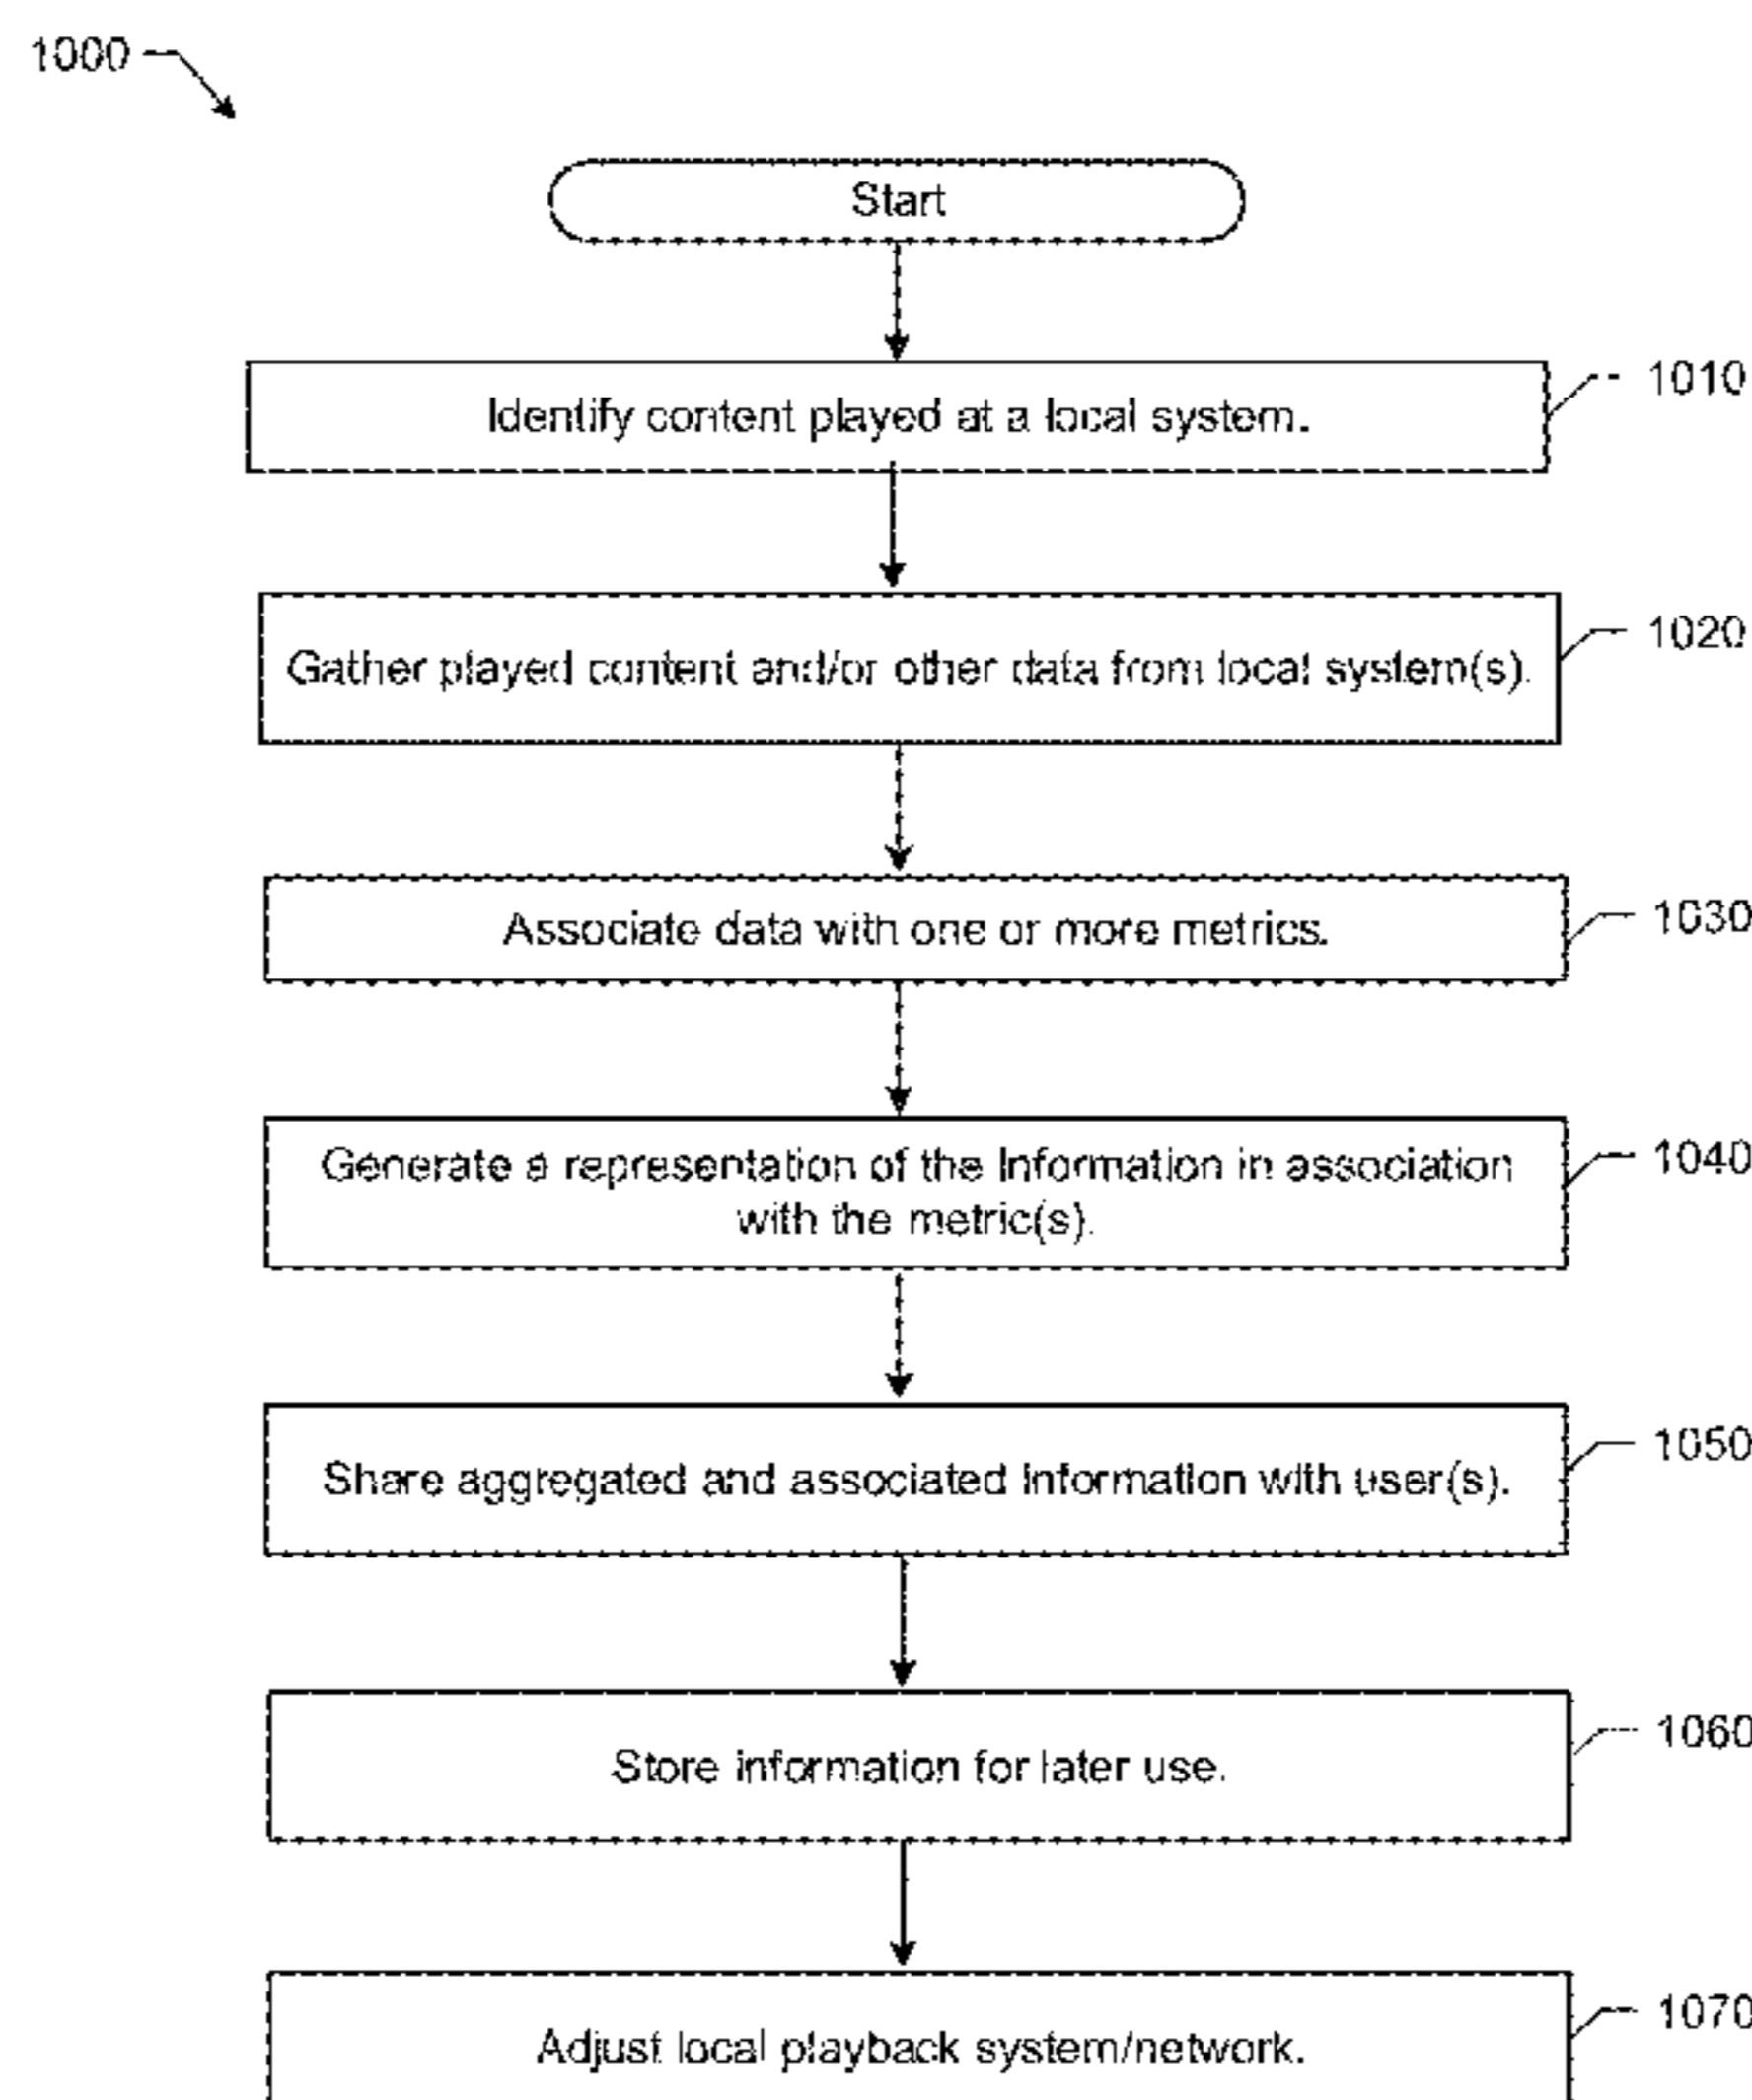 1000
Start
Identify content played at a local system.
1010
Gather played content and/or other data from local system(s).
1020
Associate data with one or more metrics.
1030
Generate a representation of the Information in association
with the metric(s).
1040
Share aggregated and associated Information with user(s).
1050
Store information for later use.
1060
Adjust local playback system/network.
1070